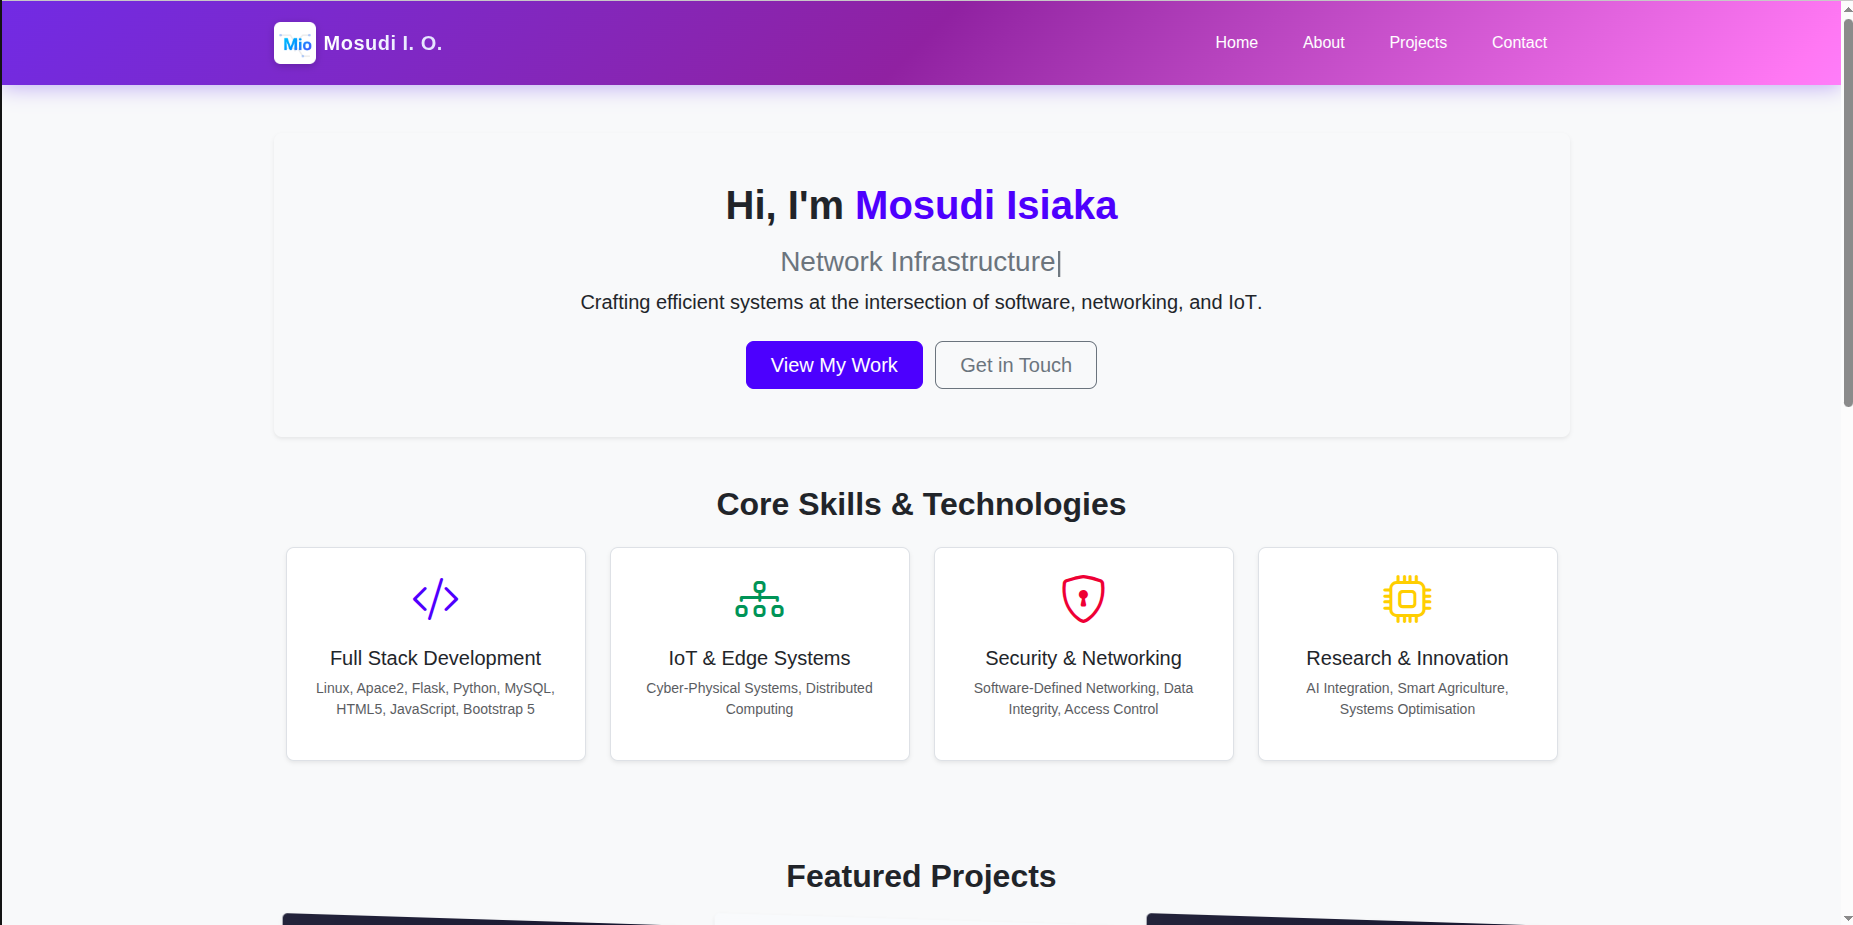 Mio
Mosudi I. O.
Home
About
Projects
Contact
Hi, I'm Mosudi Isiaka
Network Infrastructure|
Crafting efficient systems at the intersection of software, networking, and IoT.
View My Work
Get in Touch
Core Skills & Technologies
Full Stack Development
Linux, Apace2, Flask, Python, MySQL,
HTML5, JavaScript, Bootstrap 5
IoT & Edge Systems
Cyber-Physical Systems, Distributed
Computing
Security & Networking
Software-Defined Networking, Data
Integrity, Access Control
Research & Innovation
AI Integration, Smart Agriculture,
Systems Optimisation
Featured Projects